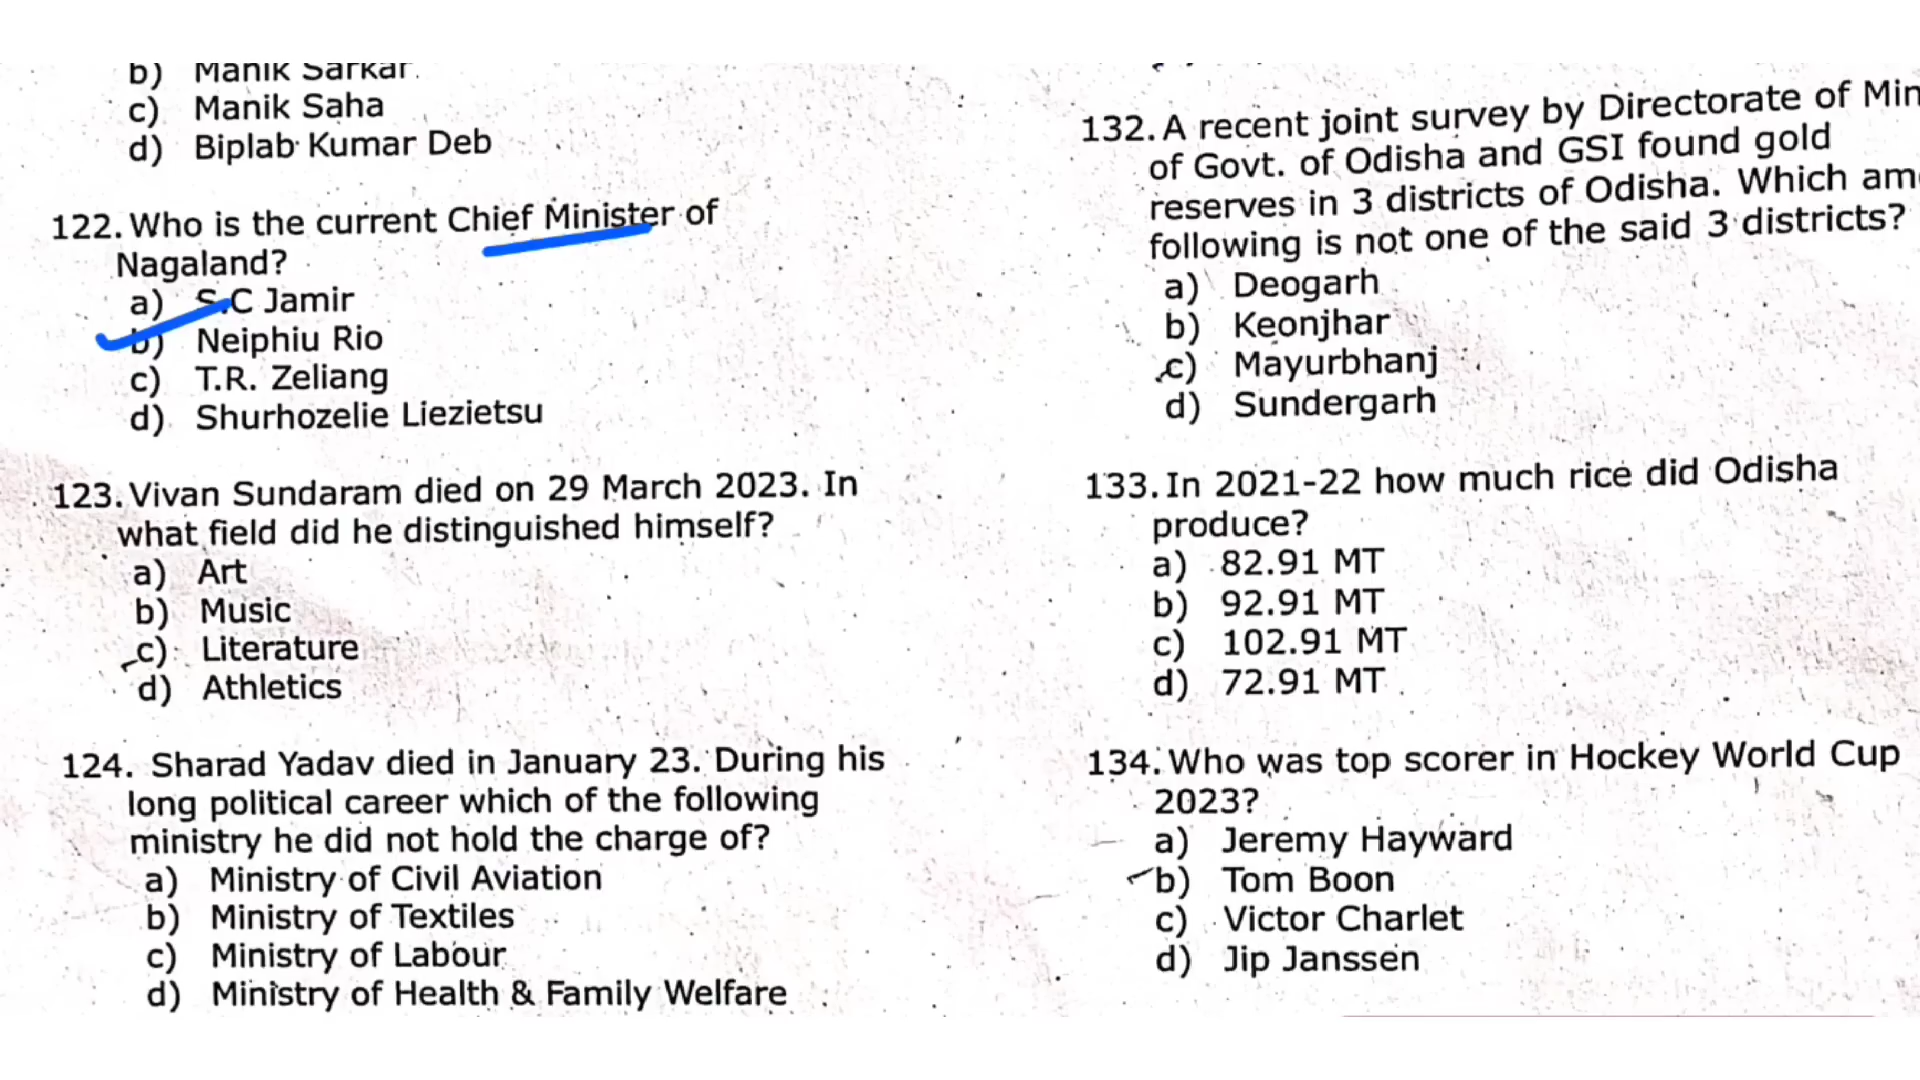 b) Manik Sarkar.
c) Manik Saha
d) Biplab Kumar Deb
122. Who is the current Chief Minister of
Nagaland?
a) S.C Jamir
b) Neiphiu Rio
c) T.R. Zeliang
d) Shurhozelie Liezietsu
123. Vivan Sundaram died on 29 March 2023. In
what field did he distinguished himself?
a) Art
b) Music
c) Literature
d) Athletics
124. Sharad Yadav died in January 23. During his
long political career which of the following
ministry he did not hold the charge of?
a) Ministry of Civil Aviation
b) Ministry of Textiles
c) Ministry of Labour
d) Ministry of Health & Family Welfare
132. A recent joint survey by Directorate of Min
of Govt. of Odisha and GSI found gold
reserves in 3 districts of Odisha. Which am
following is not one of the said 3 districts?
a) Deogarh
b) Keonjhar
c) Mayurbhanj
d) Sundergarh
133. In 2021-22 how much rice did Odisha
produce?
a) 82.91 MT
b) 92.91 MT
c) 102.91 MT
d) 72.91 MT
134. Who was top scorer in Hockey World Cup
2023?
a) Jeremy Hayward
b) Tom Boon
c) Victor Charlet
d) Jip Janssen